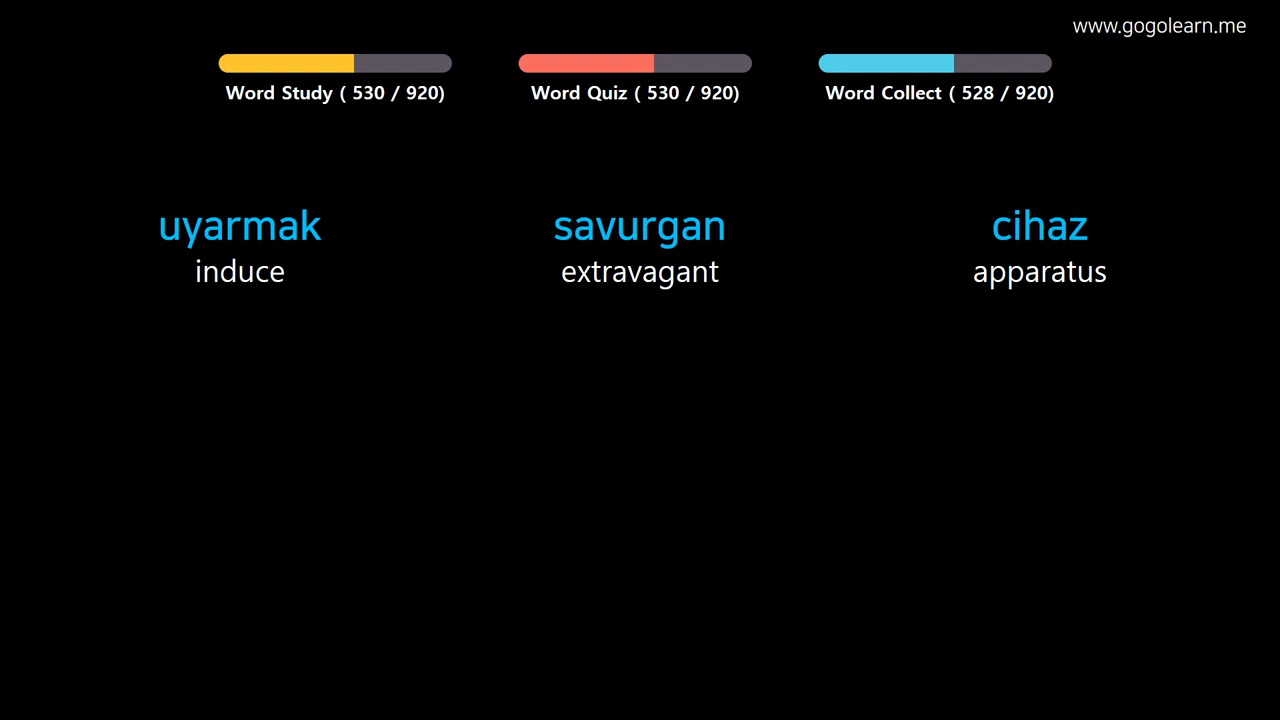 www.gogolearn.me
Word Study ( 530 / 920)
Word Quiz ( 530 / 920)
Word Collect ( 528 / 920)
uyarmak
induce
savurgan
extravagant
cihaz
apparatus